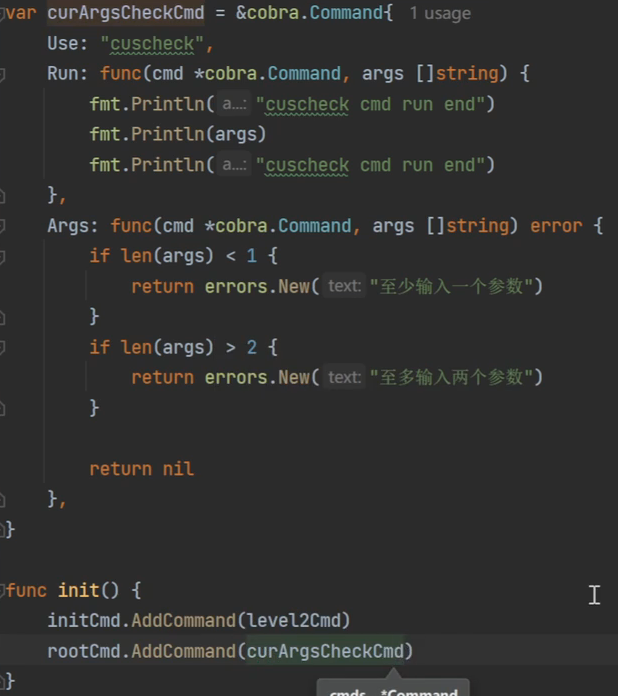 var curArgsCheckCmd = &cobra.Command{ 1 usage
    Use: "cuscheck",
    Run: func(cmd *cobra.Command, args []string) {
        fmt.Println( a...: "cuscheck cmd run end")
        fmt.Println(args)
        fmt.Println( a...: "cuscheck cmd run end")
    },
    Args: func(cmd *cobra.Command, args []string) error {
        if len(args) < 1 {
            return errors.New( text: "至少输入一个参数")
        }
        if len(args) > 2 {
            return errors.New( text: "至多输入两个参数")
        }
        return nil
    },
}
func init() {
    initCmd.AddCommand(level2Cmd)
    rootCmd.AddCommand(curArgsCheckCmd)
}
cmds...*Command